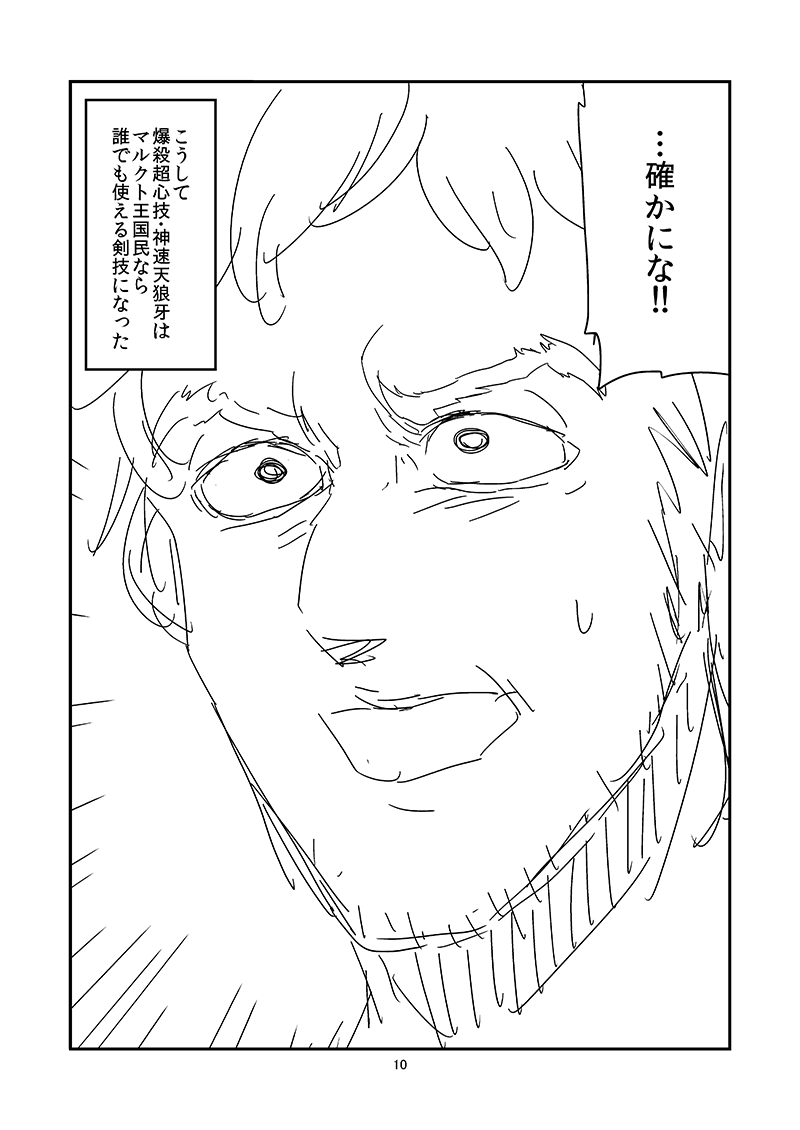 …確かにな!!
こうして
爆殺超心技・神速天狼牙は
マルクト王国民なら
誰でも使える剣技になった
10